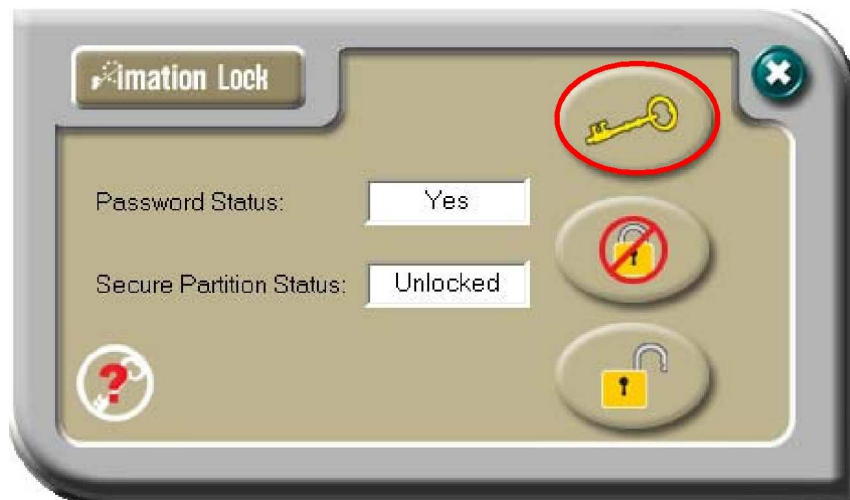 imation Lock
Password Status: Yes
Secure Partition Status: Unlocked
?